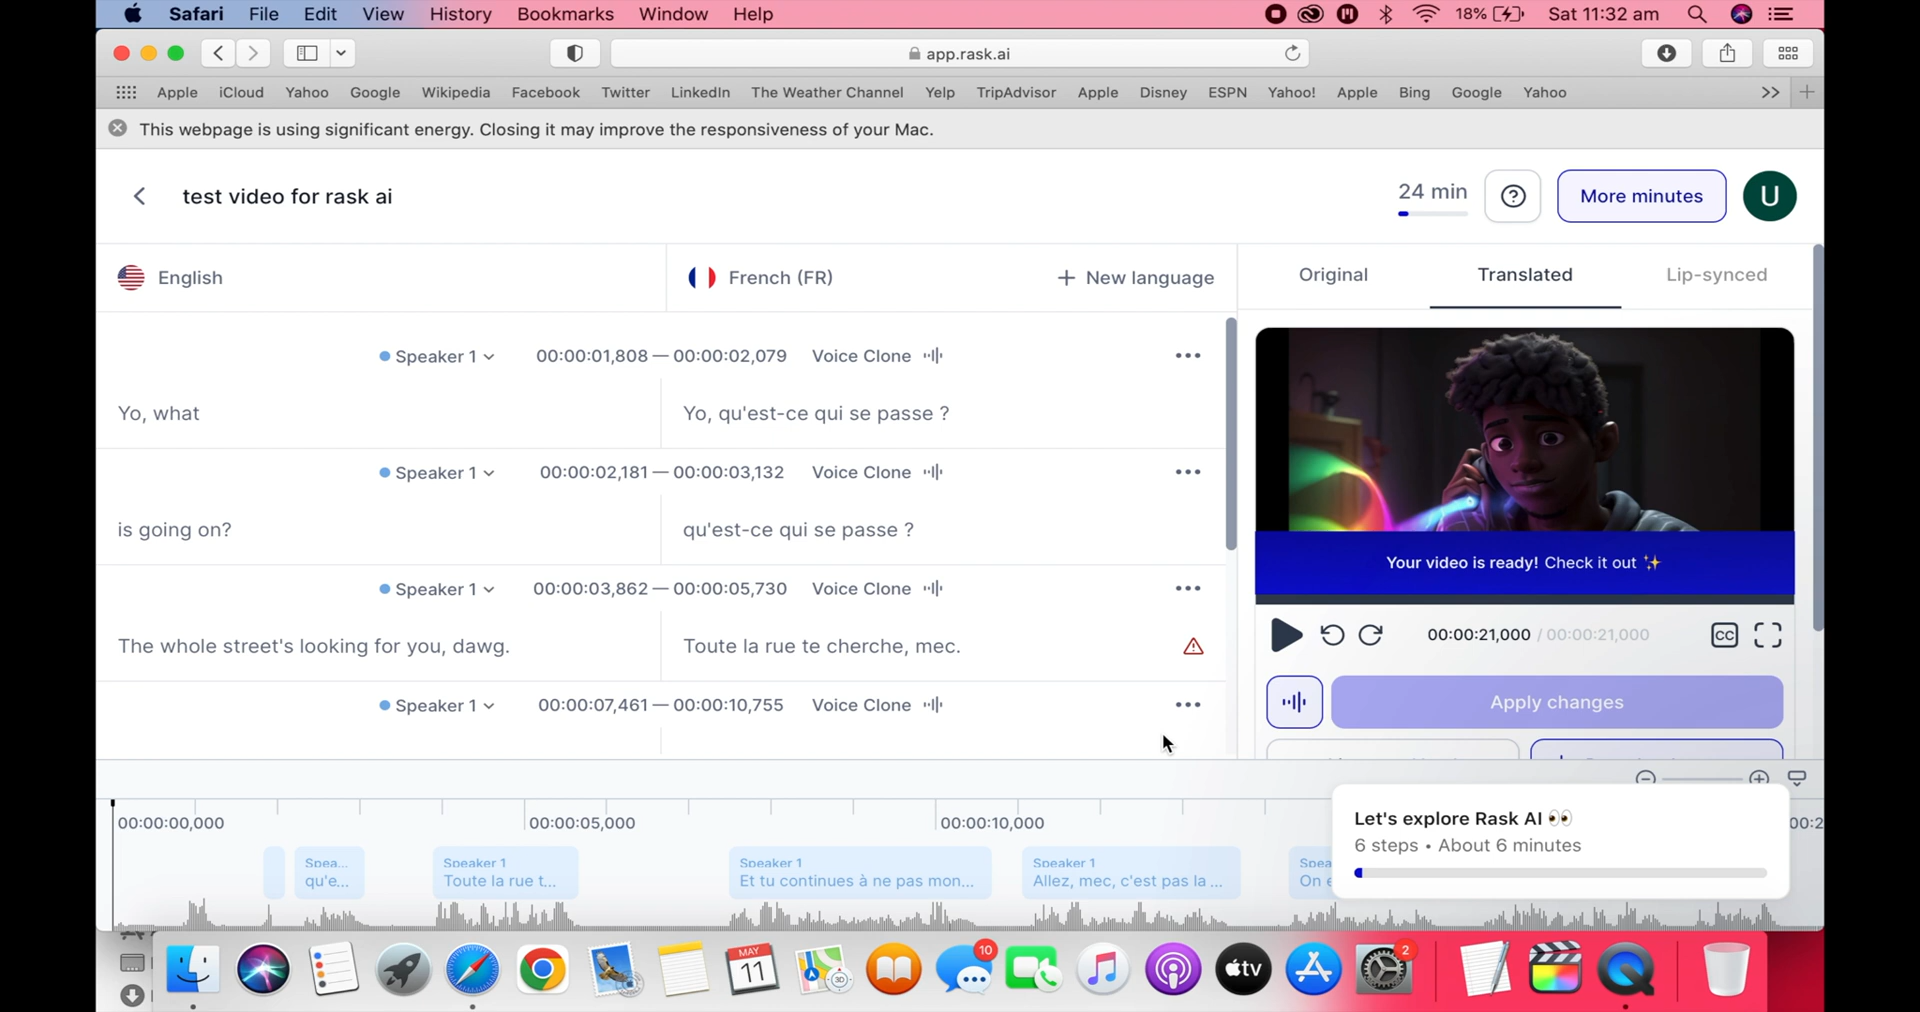 Safari File Edit View History Bookmarks Window Help 18% Sat 11:32 am
app.rask.ai
Apple iCloud Yahoo Google Wikipedia Facebook Twitter LinkedIn The Weather Channel Yelp TripAdvisor Apple Disney ESPN Yahoo! Apple Bing Google Yahoo >>
This webpage is using significant energy. Closing it may improve the responsiveness of your Mac.
test video for rask ai
24 min
More minutes
U
English
French (FR)
+ New language
Original Translated Lip-synced
Speaker 1 00:00:01,808 — 00:00:02,079 Voice Clone
Yo, what
Yo, qu'est-ce qui se passe ?
Speaker 1 00:00:02,181 — 00:00:03,132 Voice Clone
is going on?
qu'est-ce qui se passe ?
Speaker 1 00:00:03,862 — 00:00:05,730 Voice Clone
The whole street's looking for you, dawg.
Toute la rue te cherche, mec.
Speaker 1 00:00:07,461 — 00:00:10,755 Voice Clone
Your video is ready! Check it out ✨
00:00:21,000 / 00:00:21,000
CC
Apply changes
00:00:00,000 00:00:05,000 00:00:10,000 00:2
Spea...
qu'e...
Speaker 1
Toute la rue t...
Speaker 1
Et tu continues à ne pas mon...
Speaker 1
Allez, mec, c'est pas la ...
Spea
On e
Let's explore Rask AI 👀
6 steps • About 6 minutes
MAY
11
3D
10
tv
2